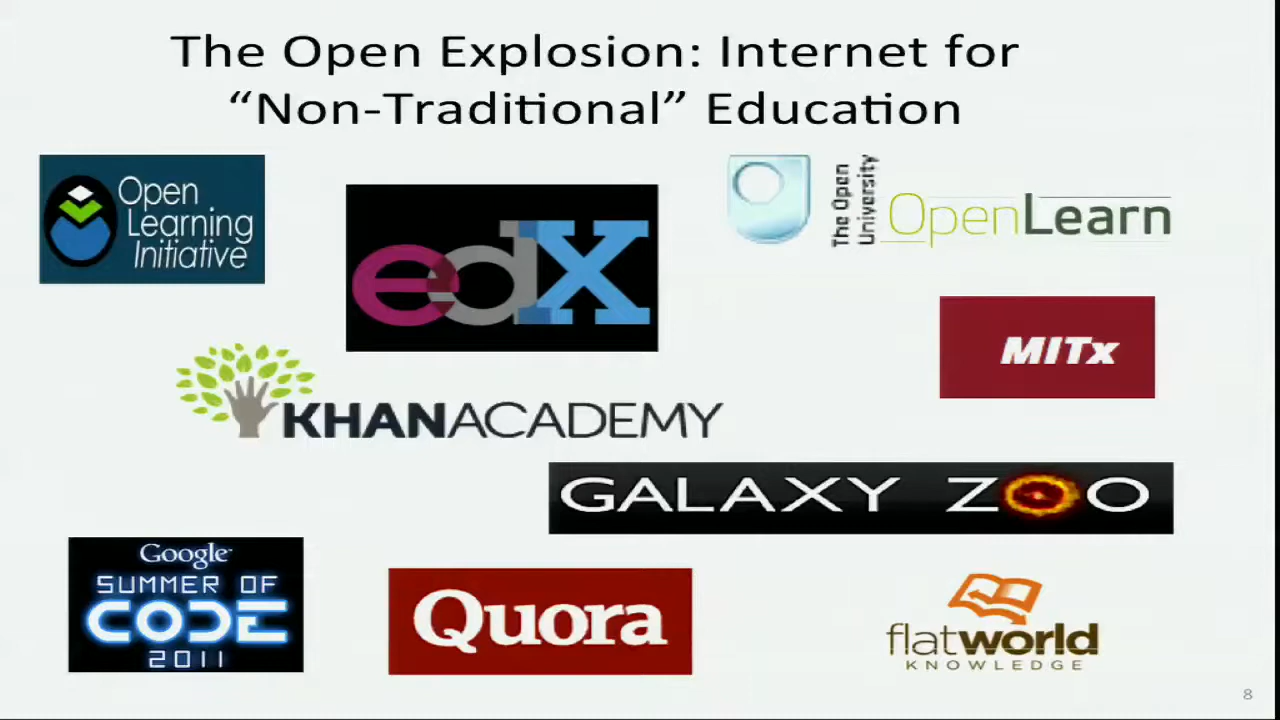 The Open Explosion: Internet for
“Non-Traditional” Education
Open
Learning
Initiative
edX
The Open
University
OpenLearn
MITx
KHANACADEMY
GALAXY ZOO
Google
SUMMER OF
CODE
2011
Quora
flatworld
KNOWLEDGE
8